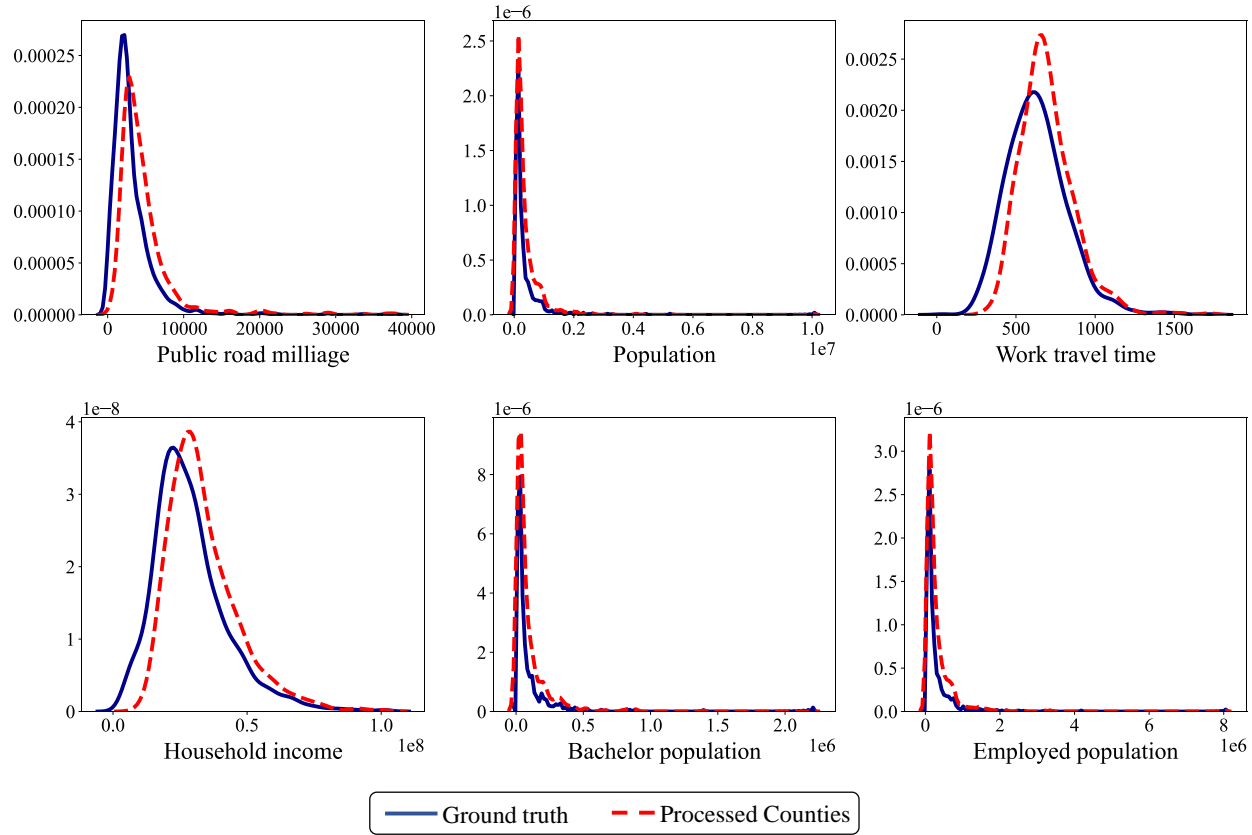 0.00025
0.00020
0.00015
0.00010
0.00005
0.00000
0 10000 20000 30000 40000
Public road milliage
1e−6
2.5
2.0
1.5
1.0
0.5
0.0
0.0 0.2 0.4 0.6 0.8 1.0
1e7
Population
0.0025
0.0020
0.0015
0.0010
0.0005
0.0000
0 500 1000 1500
Work travel time
1e−8
4
3
2
1
0
0.0 0.5 1.0
1e8
Household income
1e−6
8
6
4
2
0
0.0 0.5 1.0 1.5 2.0
1e6
Bachelor population
1e−6
3.0
2.5
2.0
1.5
1.0
0.5
0.0
0 2 4 6 8
1e6
Employed population
Ground truth Processed Counties